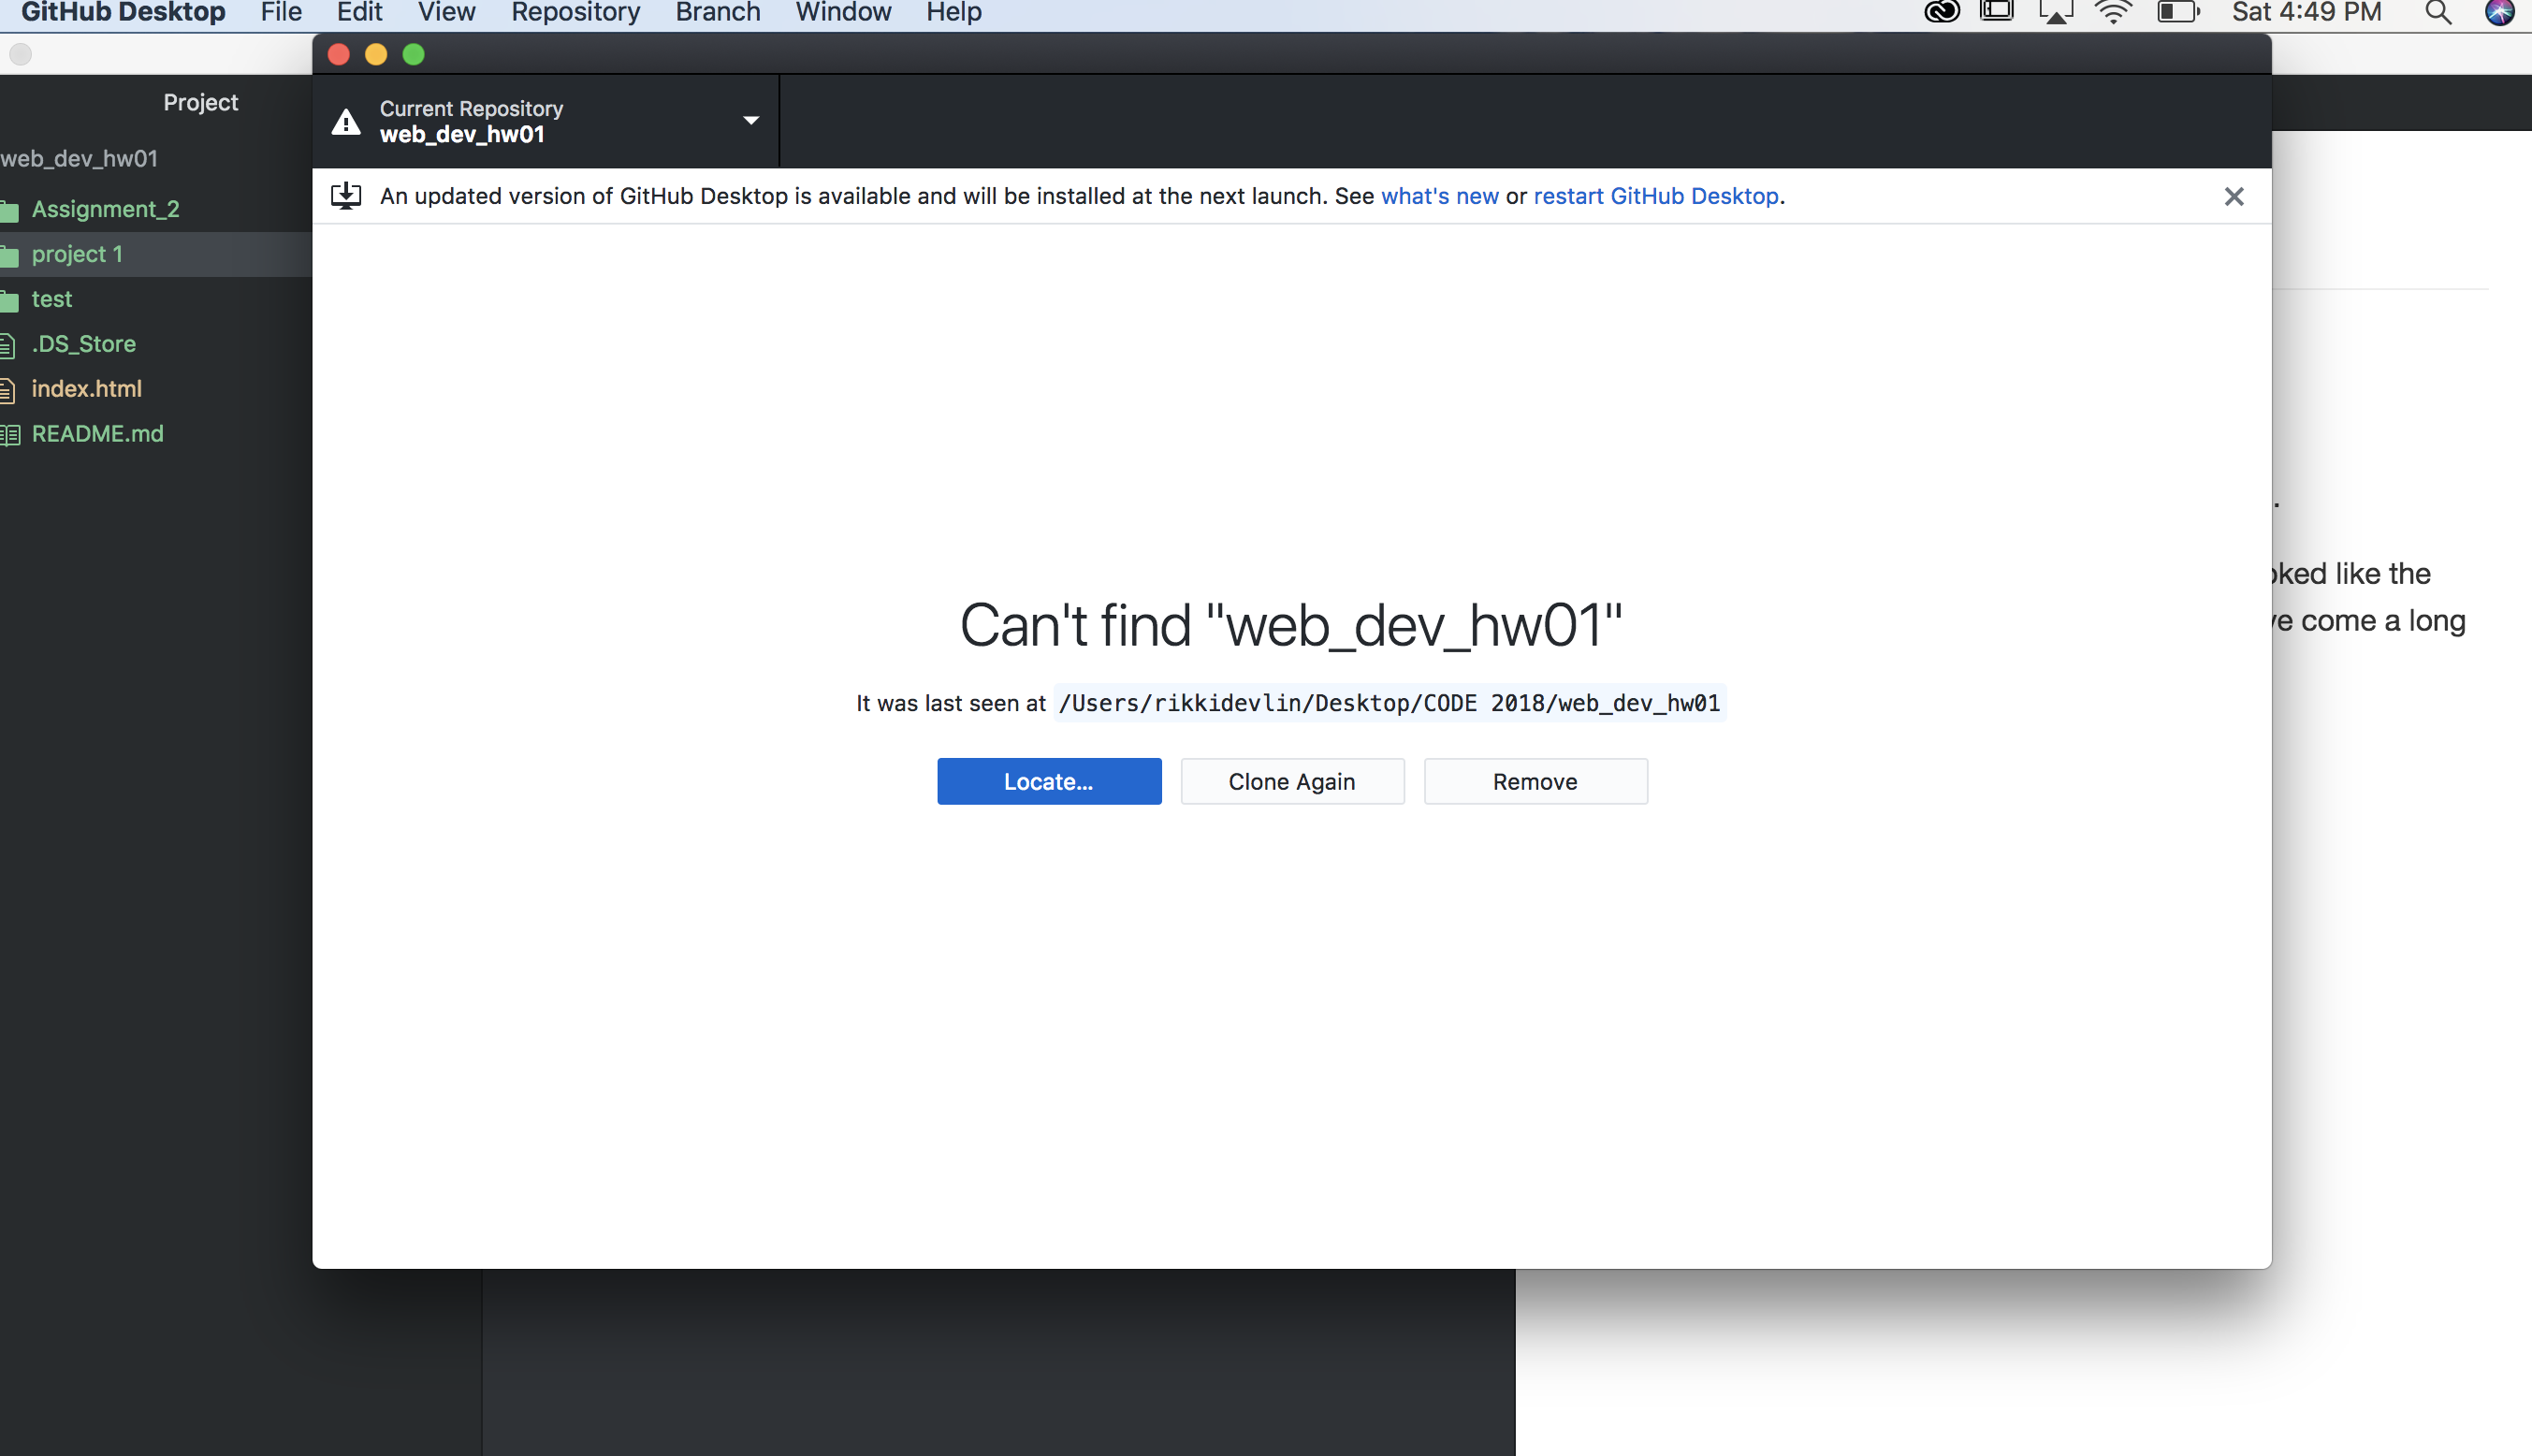 GitHub Desktop File Edit View Repository Branch Window Help Sat 4:49 PM
Project
web_dev_hw01
Assignment_2
project 1
test
.DS_Store
index.html
README.md
Current Repository
web_dev_hw01
An updated version of GitHub Desktop is available and will be installed at the next launch. See what's new or restart GitHub Desktop.
Can't find "web_dev_hw01"
It was last seen at /Users/rikkidevlin/Desktop/CODE 2018/web_dev_hw01
Locate...
Clone Again
Remove
.
like the
come a long